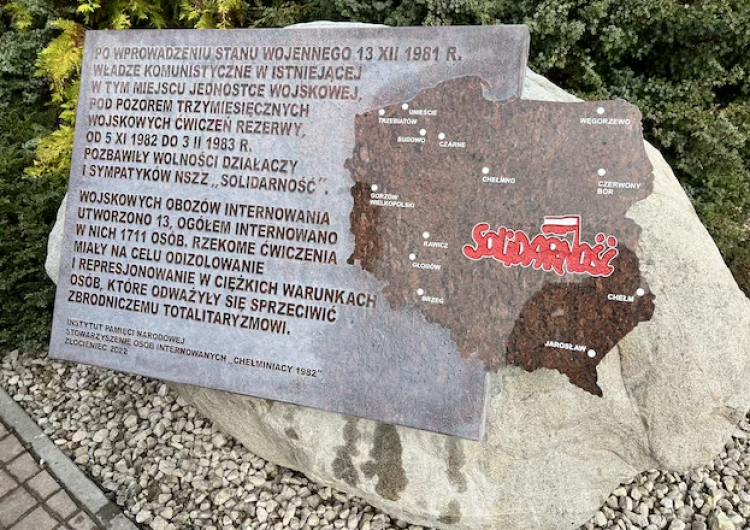 PO WPROWADZENIU STANU WOJENNEGO 13 XII 1981 R.
WŁADZE KOMUNISTYCZNE W ISTNIEJĄCEJ
W TYM MIEJSCU JEDNOSTCE WOJSKOWEJ,
POD POZOREM TRZYMIESIĘCZNYCH
WOJSKOWYCH ĆWICZEŃ REZERWY,
OD 5 XI 1982 DO 3 II 1983 R.
POZBAWIŁY WOLNOŚCI DZIAŁACZY
I SYMPATYKÓW NSZZ „SOLIDARNOŚĆ".
WOJSKOWYCH OBOZÓW INTERNOWANIA
UTWORZONO 13, OGÓŁEM INTERNOWANO
W NICH 1711 OSÓB. RZEKOME ĆWICZENIA
MIAŁY NA CELU ODIZOLOWANIE
I REPRESJONOWANIE W CIĘŻKICH WARUNKACH
OSÓB, KTÓRE ODWAŻYŁY SIĘ SPRZECIWIĆ
ZBRODNICZEMU TOTALITARYZMOWI.
INSTYTUT PAMIĘCI NARODOWEJ
STOWARZYSZENIE OSÓB INTERNOWANYCH „CHEŁMINIACY 1982"
ZŁOCIENIEC 2022
UNIEŚCIE
TRZEBIATÓW
WĘGORZEWO
BUDOWO
CZARNE
CHEŁMNO
CZERWONY
BÓR
GORZÓW
WIELKOPOLSKI
RAWICZ
SOLIDARNOŚĆ
GŁOGÓW
BRZEG
CHEŁM
JAROSŁAW